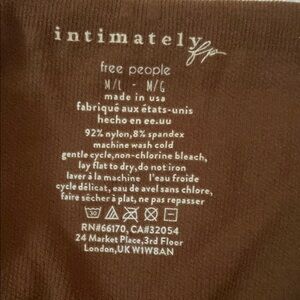 intimately fp
free people
M/L - M/G
made in usa
fabriqué aux états-unis
hecho en ee.uu
92% nylon,8% spandex
machine wash cold
gentle cycle,non-chlorine bleach,
lay flat to dry,do not iron
laver à la machine l'eau froide
cycle délicat, eau de avel sans chlore,
faire sécher à plat, ne pas repasser
30
RN#66170, CA#32054
24 Market Place,3rd Floor
London,UK W1W8AN